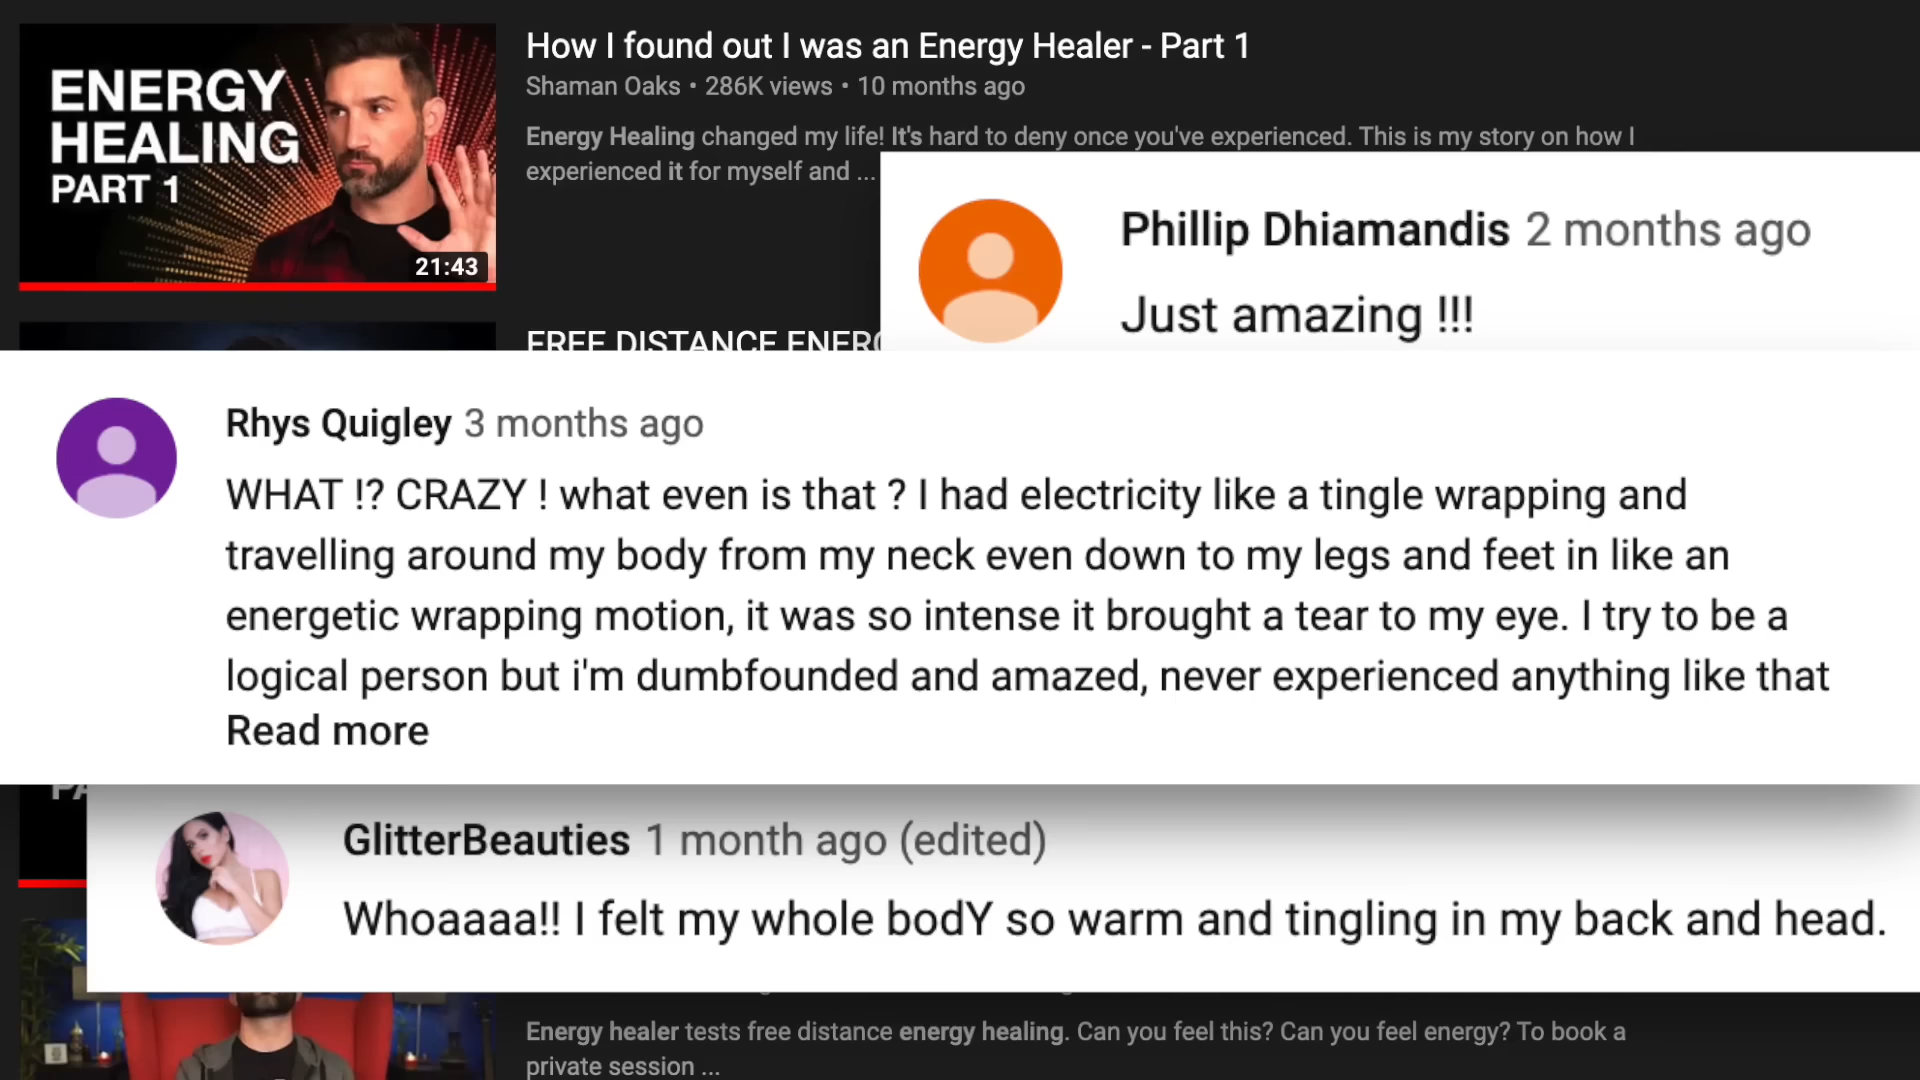 ENERGY
HEALING
PART 1
21:43
How I found out I was an Energy Healer - Part 1
Shaman Oaks • 286K views • 10 months ago
Energy Healing changed my life! It's hard to deny once you've experienced. This is my story on how I
experienced it for myself and ...
Phillip Dhiamandis 2 months ago
Just amazing !!!
FREE DISTANCE
Rhys Quigley 3 months ago
WHAT !? CRAZY ! what even is that ? I had electricity like a tingle wrapping and
travelling around my body from my neck even down to my legs and feet in like an
energetic wrapping motion, it was so intense it brought a tear to my eye. I try to be a
logical person but i'm dumbfounded and amazed, never experienced anything like that
Read more
GlitterBeauties 1 month ago (edited)
Whoaaaa!! I felt my whole bodY so warm and tingling in my back and head.
Energy healer tests free distance energy healing. Can you feel this? Can you feel energy? To book a
private session ...